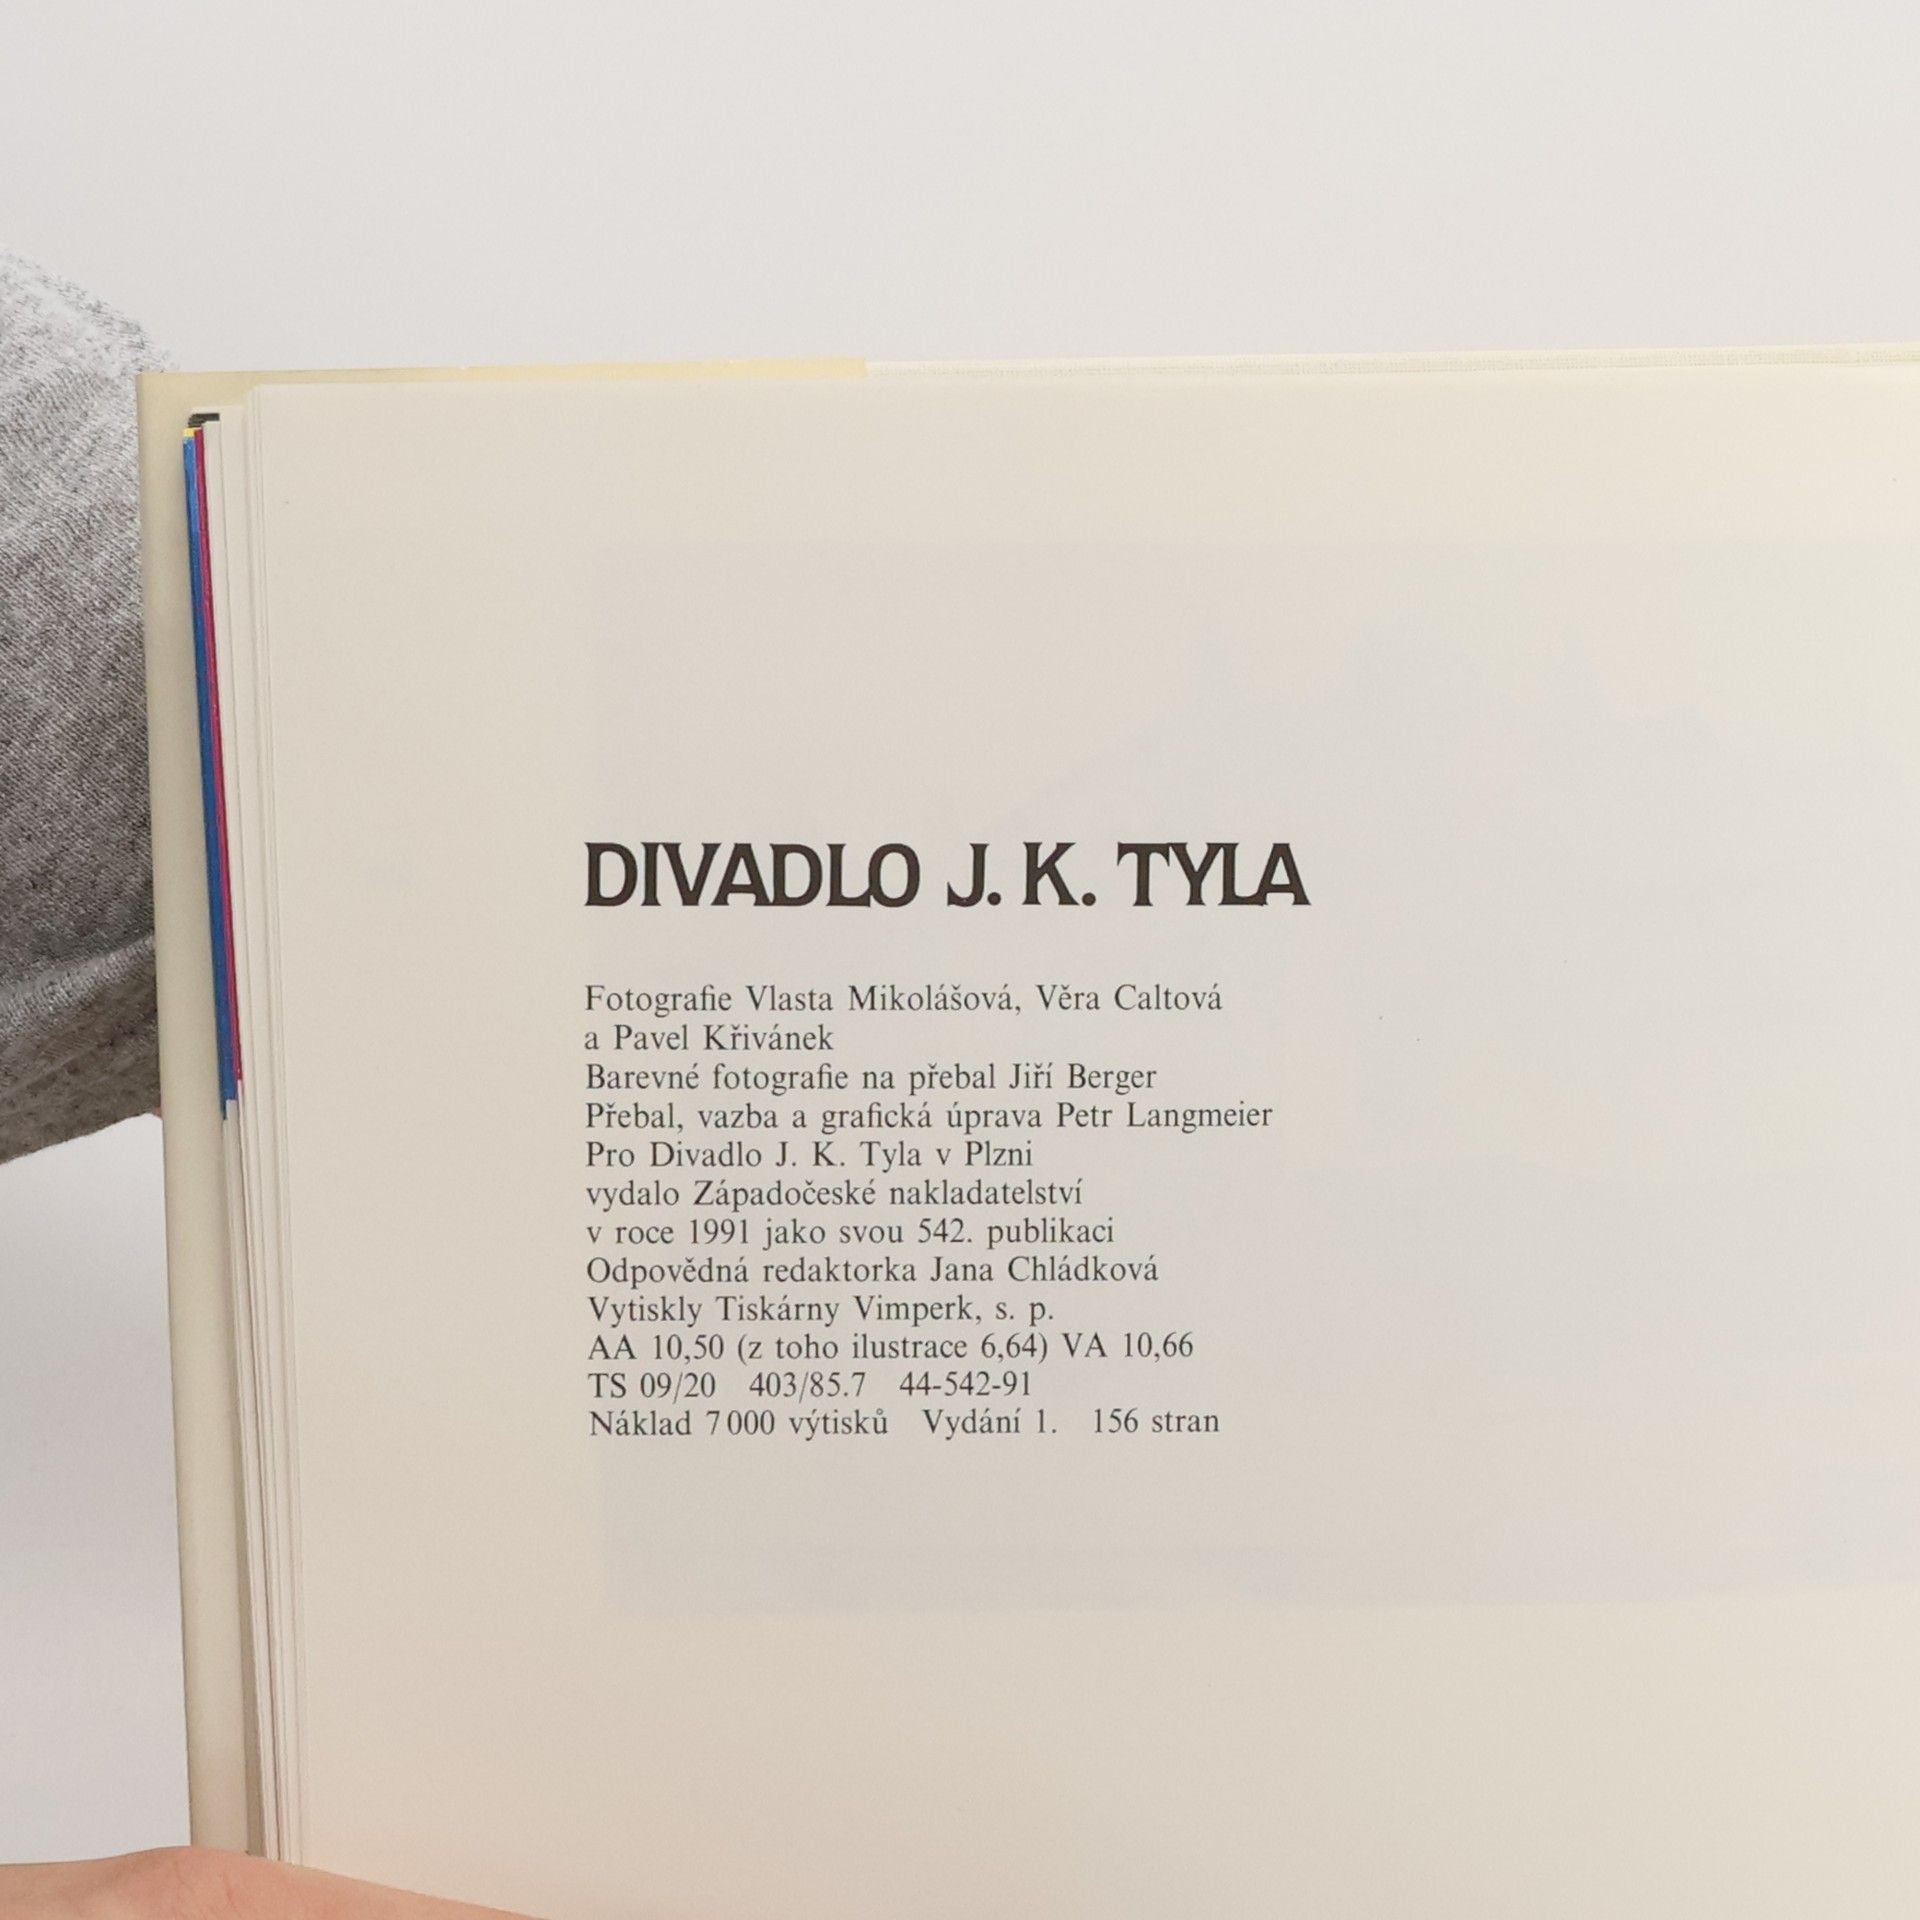 DIVADLO J. K. TYLA
Fotografie Vlasta Mikolášová, Věra Caltová
a Pavel Křivánek
Barevné fotografie na přebal Jiří Berger
Přebal, vazba a grafická úprava Petr Langmeier
Pro Divadlo J. K. Tyla v Plzni
vydalo Západočeské nakladatelství
v roce 1991 jako svou 542. publikaci
Odpovědná redaktorka Jana Chládková
Vytiskly Tiskárny Vimperk, s. p.
AA 10,50 (z toho ilustrace 6,64) VA 10,66
TS 09/20 403/85.7 44-542-91
Náklad 7 000 výtisků Vydání 1. 156 stran